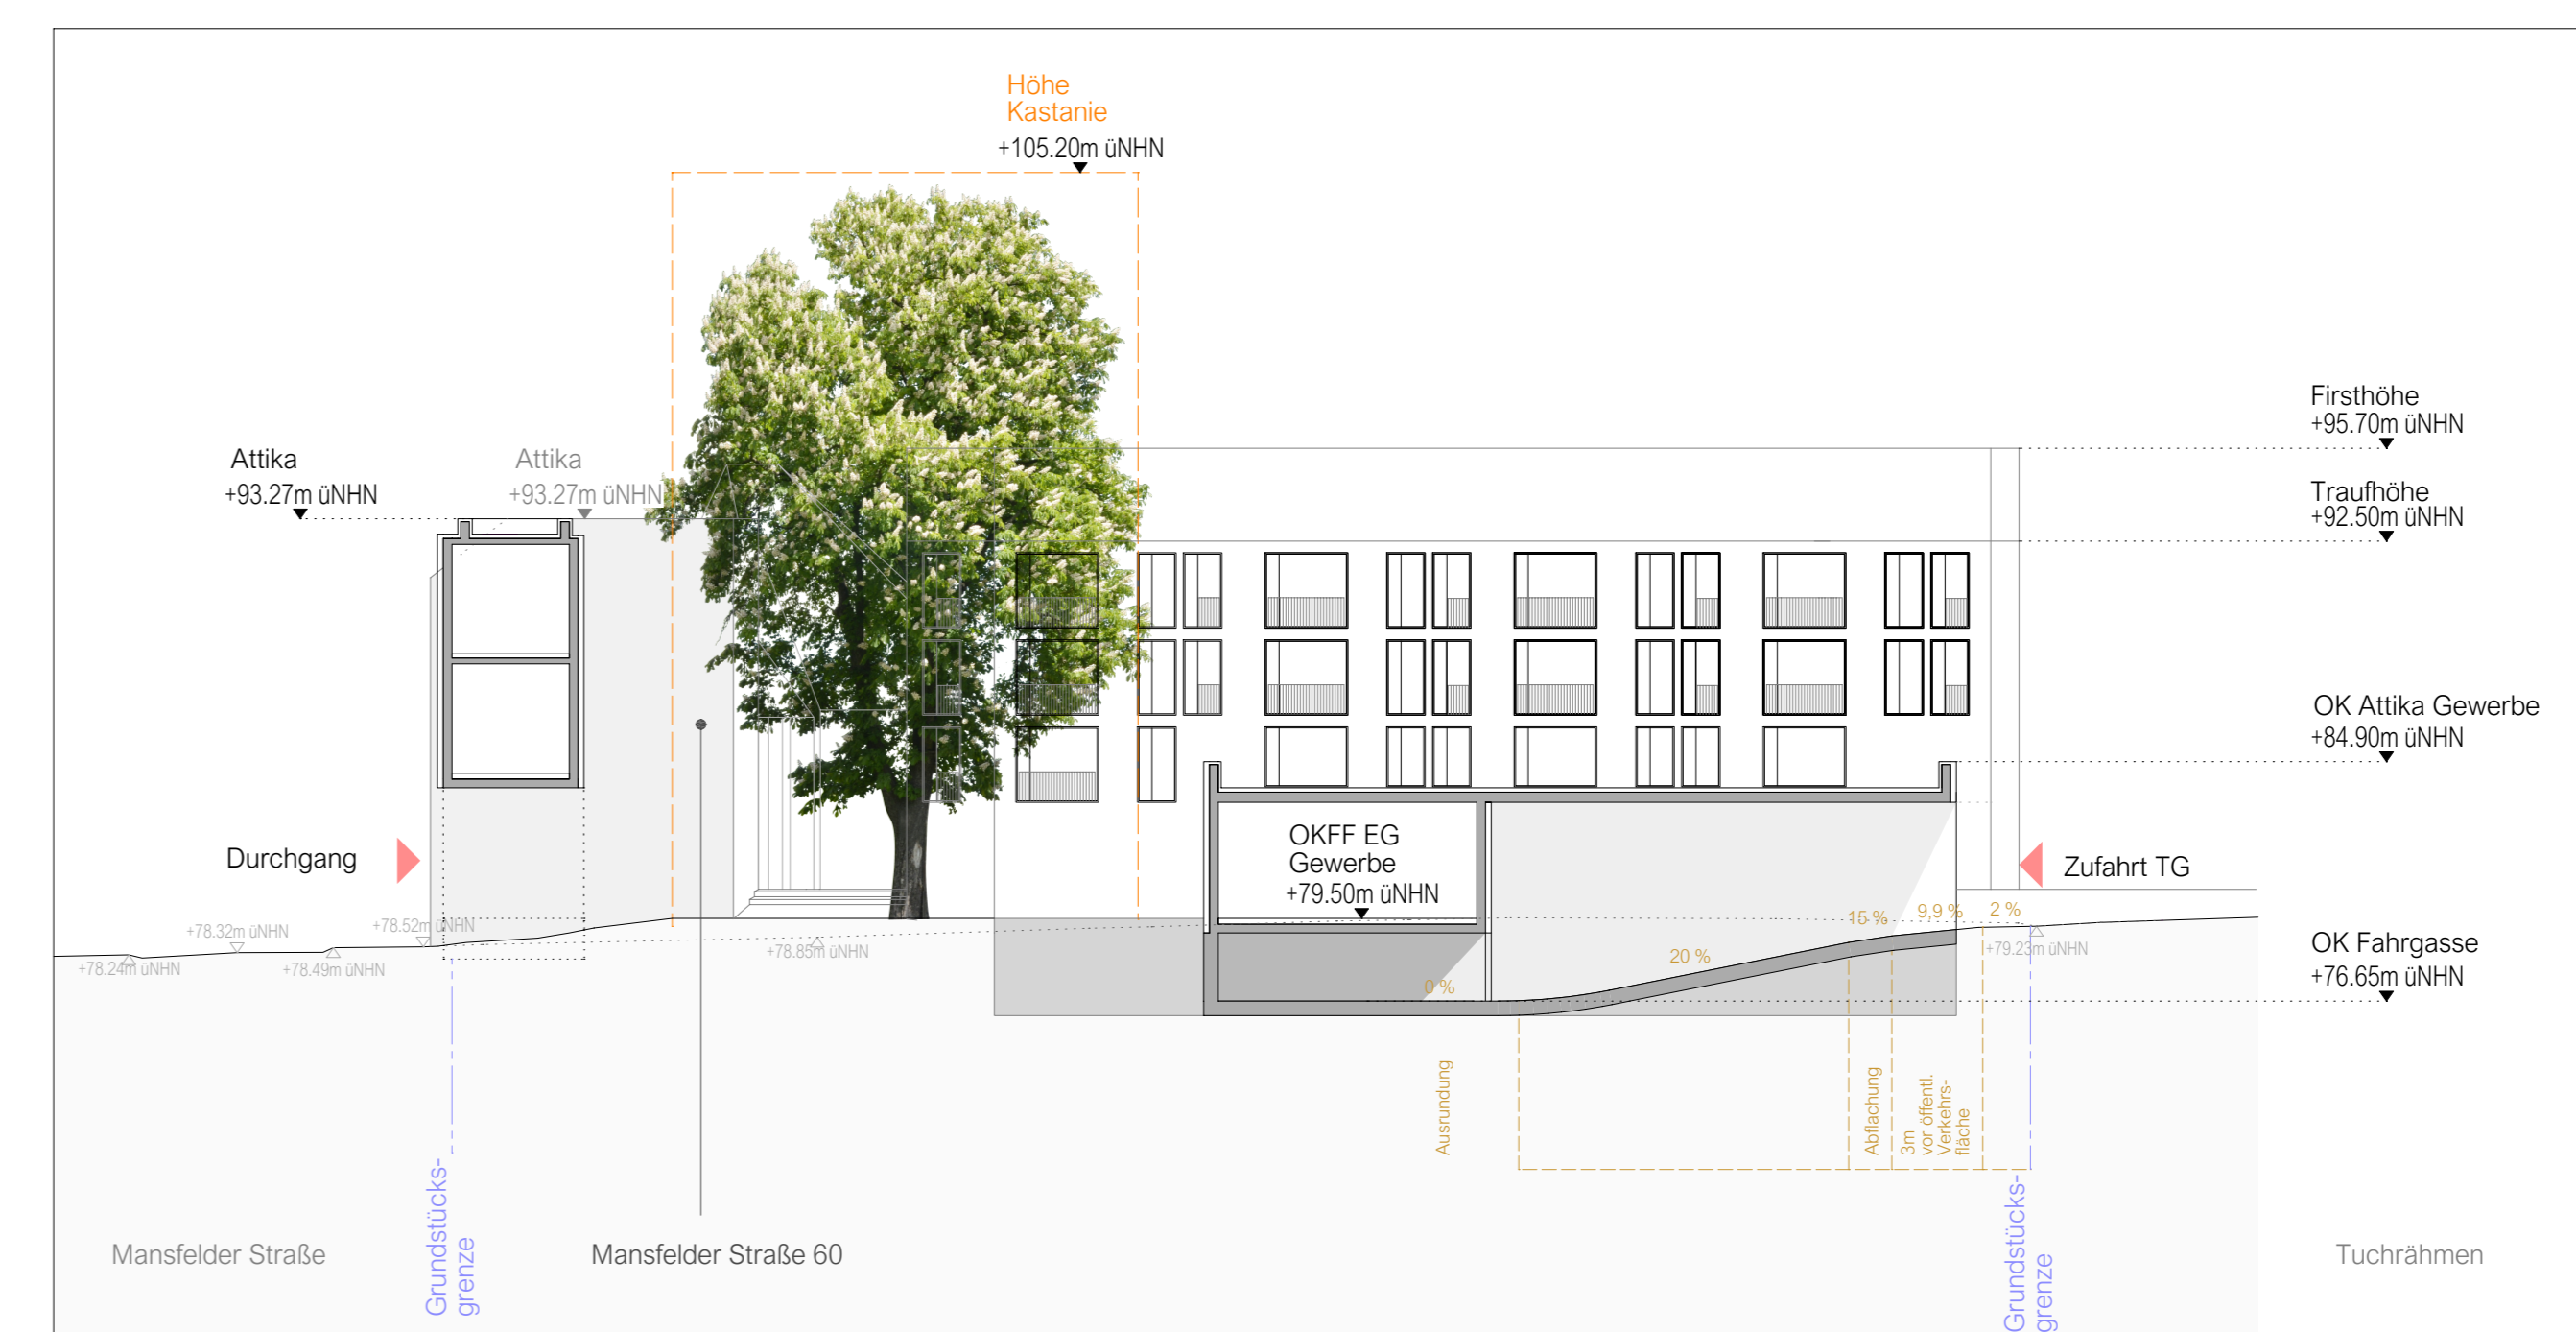 Höhe
Kastanie
+105.20m üNHN
Firsthöhe
+95.70m üNHN
Attika
+93.27m üNHN
Attika
+93.27m üNHN
Traufhöhe
+92.50m üNHN
OK Attika Gewerbe
+84.90m üNHN
Durchgang
OKFF EG
Gewerbe
+79.50m üNHN
Zufahrt TG
+78.32m üNHN
+78.52m üNHN
+78.24m üNHN
+78.49m üNHN
+78.85m üNHN
15 %
9,9 %
2 %
+79.23m üNHN
20 %
0 %
OK Fahrgasse
+76.65m üNHN
Ausrundung
Abflachung
3m
vor öffentl.
Verkehrs-
fläche
Grundstücks-
grenze
Grundstücks-
grenze
Mansfelder Straße
Mansfelder Straße 60
Tuchrähmen